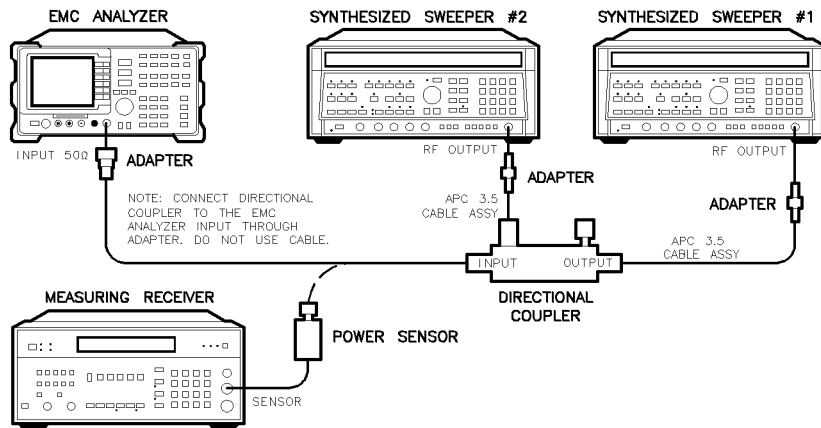 EMC ANALYZER
SYNTHESIZED SWEEPER #2
SYNTHESIZED SWEEPER #1
INPUT 50Ω
ADAPTER
RF OUTPUT
RF OUTPUT
ADAPTER
ADAPTER
NOTE: CONNECT DIRECTIONAL
COUPLER TO THE EMC
ANALYZER INPUT THROUGH
ADAPTER. DO NOT USE CABLE.
APC 3.5
CABLE ASSY
APC 3.5
CABLE ASSY
INPUT
OUTPUT
DIRECTIONAL
COUPLER
MEASURING RECEIVER
POWER SENSOR
SENSOR